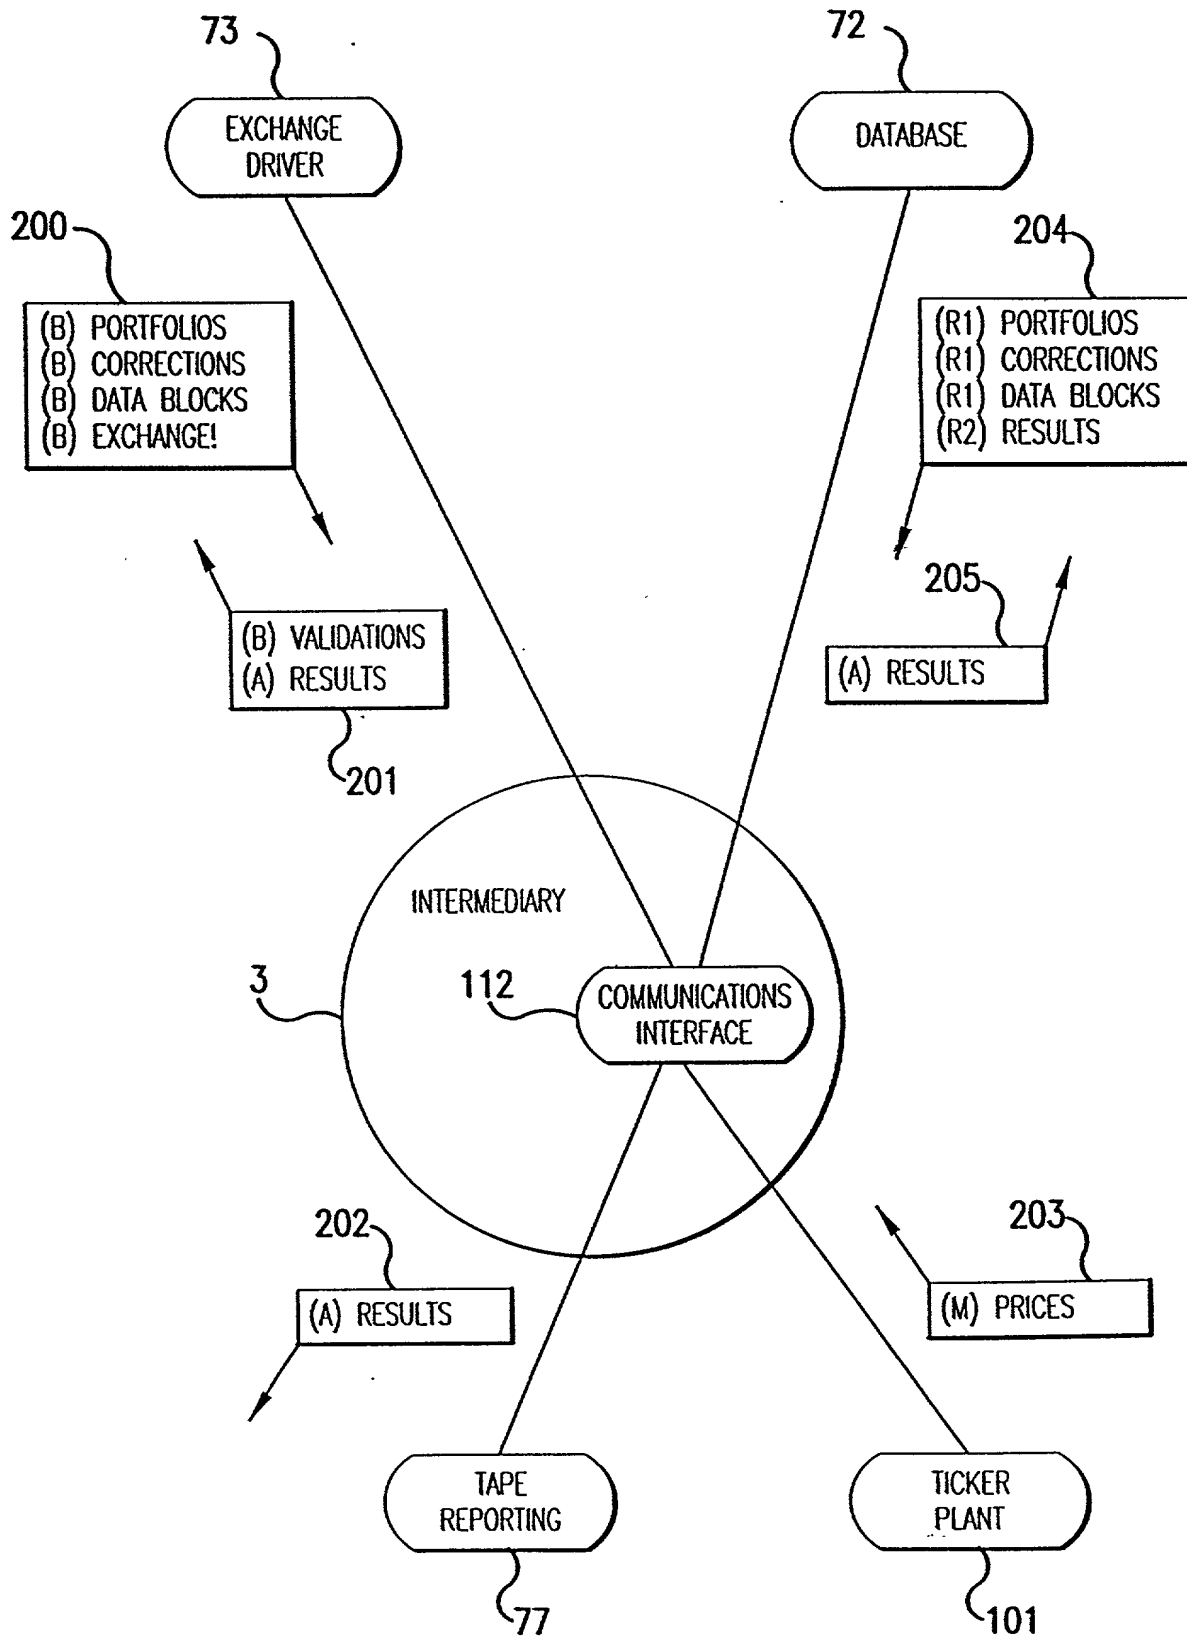 73
72
EXCHANGE
DRIVER
DATABASE
200
204
(B) PORTFOLIOS
(B) CORRECTIONS
(B) DATA BLOCKS
(B) EXCHANGE!
(R1) PORTFOLIOS
(R1) CORRECTIONS
(R1) DATA BLOCKS
(R2) RESULTS
205
(B) VALIDATIONS
(A) RESULTS
(A) RESULTS
201
INTERMEDIARY
3
112
COMMUNICATIONS
INTERFACE
202
203
(A) RESULTS
(M) PRICES
TAPE
REPORTING
TICKER
PLANT
77
101